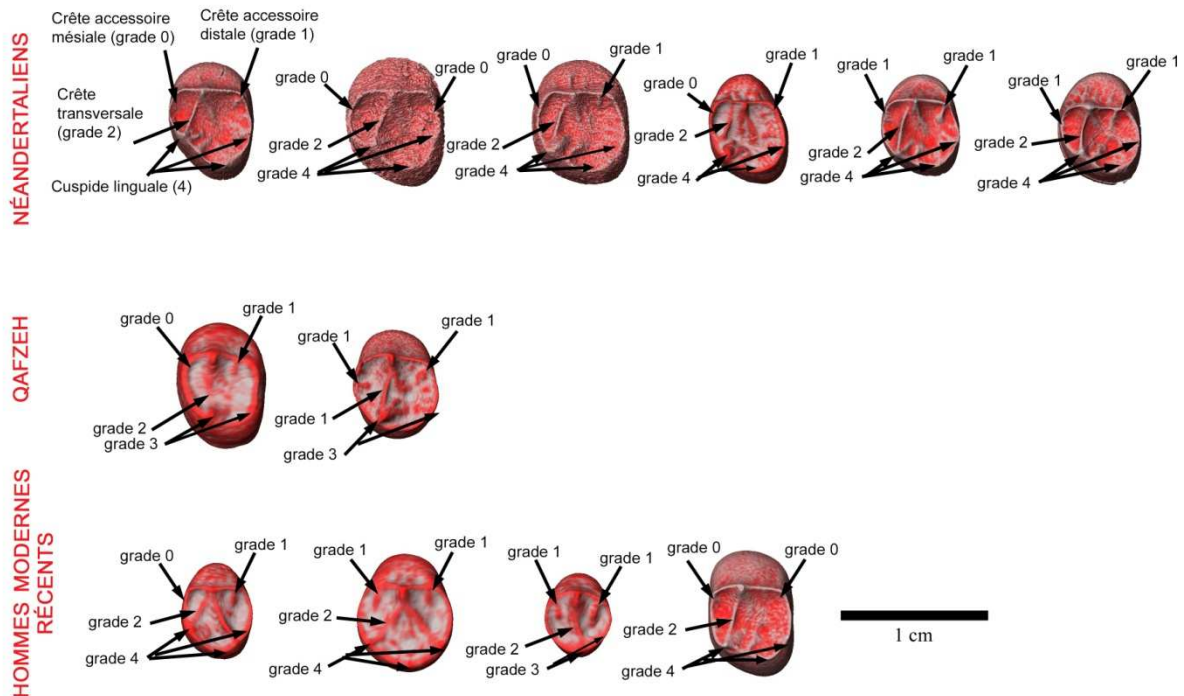 NÉANDERTALIENS
Crête accessoire
mésiale (grade 0)
Crête accessoire
distale (grade 1)
Crête
transversale
(grade 2)
Cuspide linguale (4)
grade 0
grade 0
grade 2
grade 4
grade 0
grade 1
grade 2
grade 4
grade 0
grade 1
grade 2
grade 4
grade 1
grade 1
grade 2
grade 4
grade 1
grade 1
grade 2
grade 4
QAFZEH
grade 0
grade 1
grade 2
grade 3
grade 1
grade 1
grade 1
grade 3
HOMMES MODERNES
RÉCENTS
grade 0
grade 1
grade 2
grade 4
grade 1
grade 1
grade 2
grade 4
grade 1
grade 1
grade 2
grade 3
grade 0
grade 0
grade 2
grade 4
1 cm